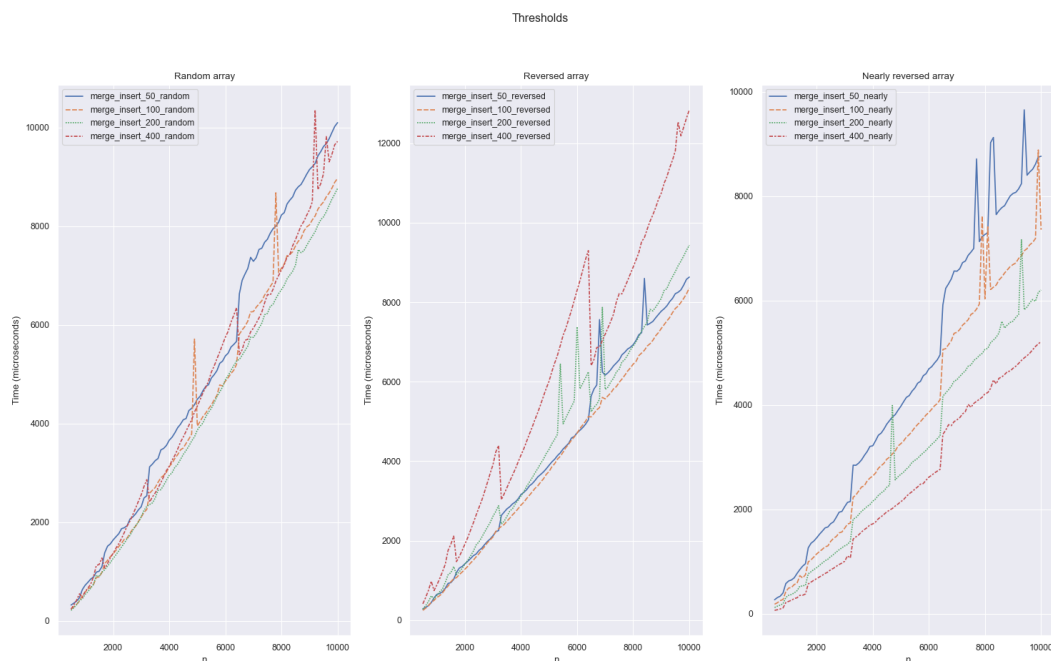 Thresholds
Random array
merge_insert_50_random
merge_insert_100_random
merge_insert_200_random
merge_insert_400_random
Time (microseconds)
10000
8000
6000
4000
2000
0
2000
4000
6000
8000
10000
n
Reversed array
merge_insert_50_reversed
merge_insert_100_reversed
merge_insert_200_reversed
merge_insert_400_reversed
Time (microseconds)
12000
10000
8000
6000
4000
2000
0
2000
4000
6000
8000
10000
n
Nearly reversed array
merge_insert_50_nearly
merge_insert_100_nearly
merge_insert_200_nearly
merge_insert_400_nearly
Time (microseconds)
10000
8000
6000
4000
2000
0
2000
4000
6000
8000
10000
n